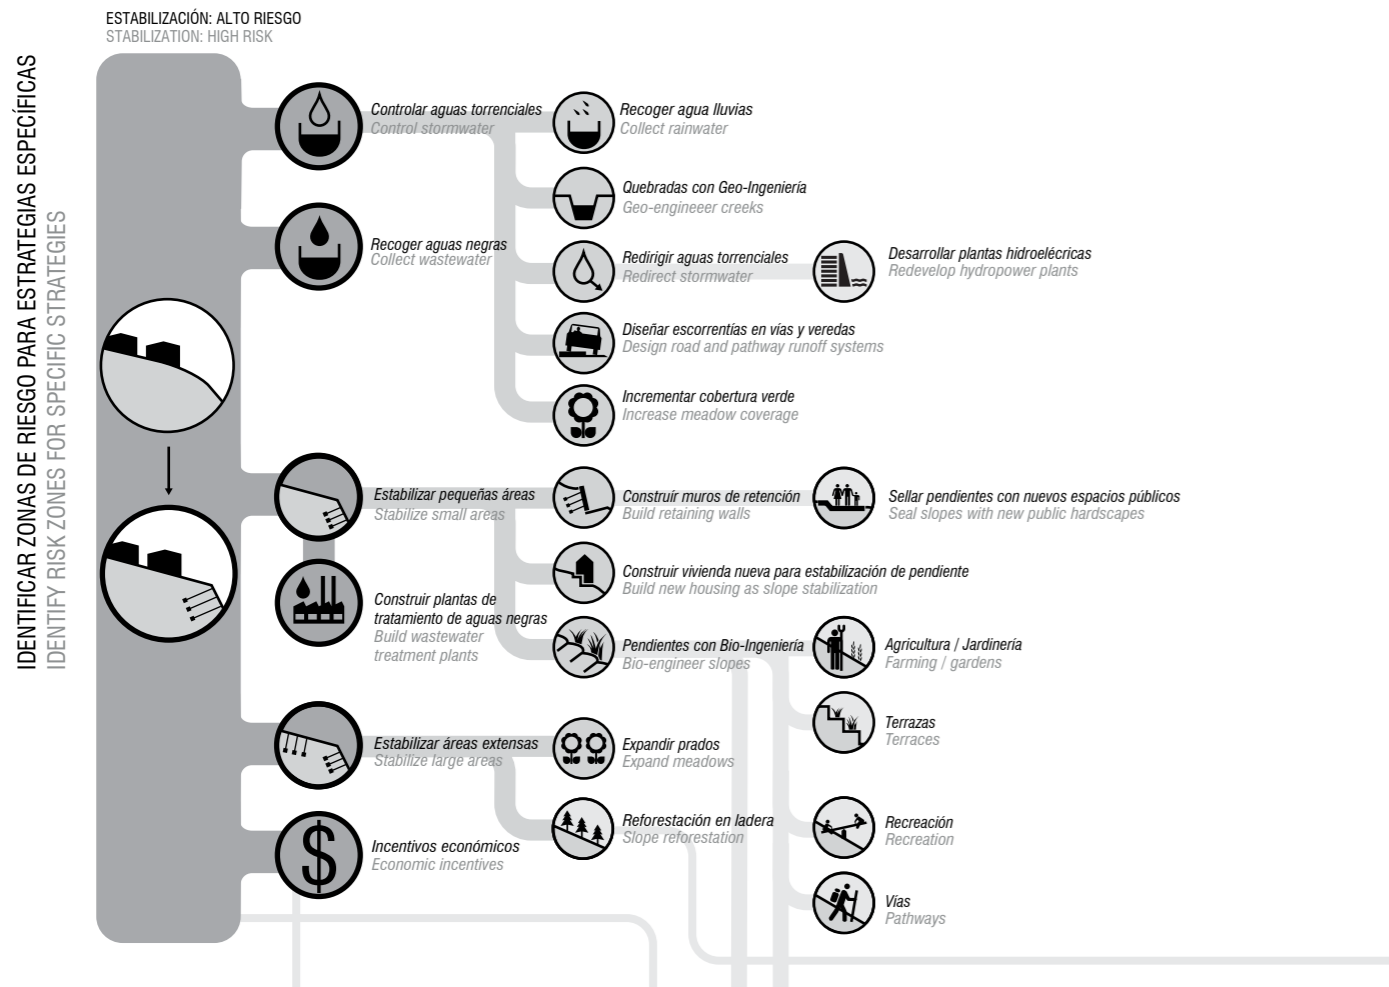 ESTABILIZACIÓN: ALTO RIESGO
STABILIZATION: HIGH RISK
IDENTIFICAR ZONAS DE RIESGO PARA ESTRATEGIAS ESPECÍFICAS
IDENTIFY RISK ZONES FOR SPECIFIC STRATEGIES
Controlar aguas torrenciales
Control stormwater
Recoger agua lluvias
Collect rainwater
Quebradas con Geo-Ingeniería
Geo-engineeer creeks
Recoger aguas negras
Collect wastewater
Redirigir aguas torrenciales
Redirect stormwater
Desarrollar plantas hidroelécricas
Redevelop hydropower plants
Diseñar escorrentías en vías y veredas
Design road and pathway runoff systems
Incrementar cobertura verde
Increase meadow coverage
Estabilizar pequeñas áreas
Stabilize small areas
Construír muros de retención
Build retaining walls
Sellar pendientes con nuevos espacios públicos
Seal slopes with new public hardscapes
Construir vivienda nueva para estabilización de pendiente
Build new housing as slope stabilization
Construir plantas de
tratamiento de aguas negras
Build wastewater
treatment plants
Pendientes con Bio-Ingeniería
Bio-engineer slopes
Agricultura / Jardinería
Farming / gardens
Terrazas
Terraces
Estabilizar áreas extensas
Stabilize large areas
Expandir prados
Expand meadows
Reforestación en ladera
Slope reforestation
Recreación
Recreation
$
Incentivos económicos
Economic incentives
Vías
Pathways